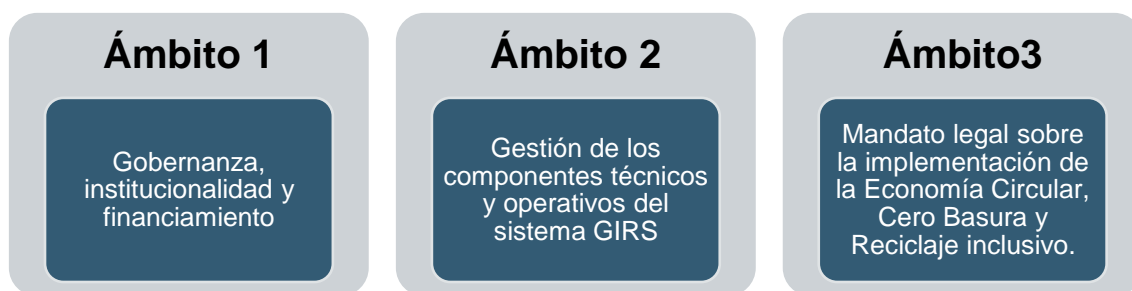 Ámbito 1
Gobernanza,
institucionalidad y
financiamiento
Ámbito 2
Gestión de los
componentes técnicos
y operativos del
sistema GIRS
Ámbito3
Mandato legal sobre
la implementación de
la Economía Circular,
Cero Basura y
Reciclaje inclusivo.